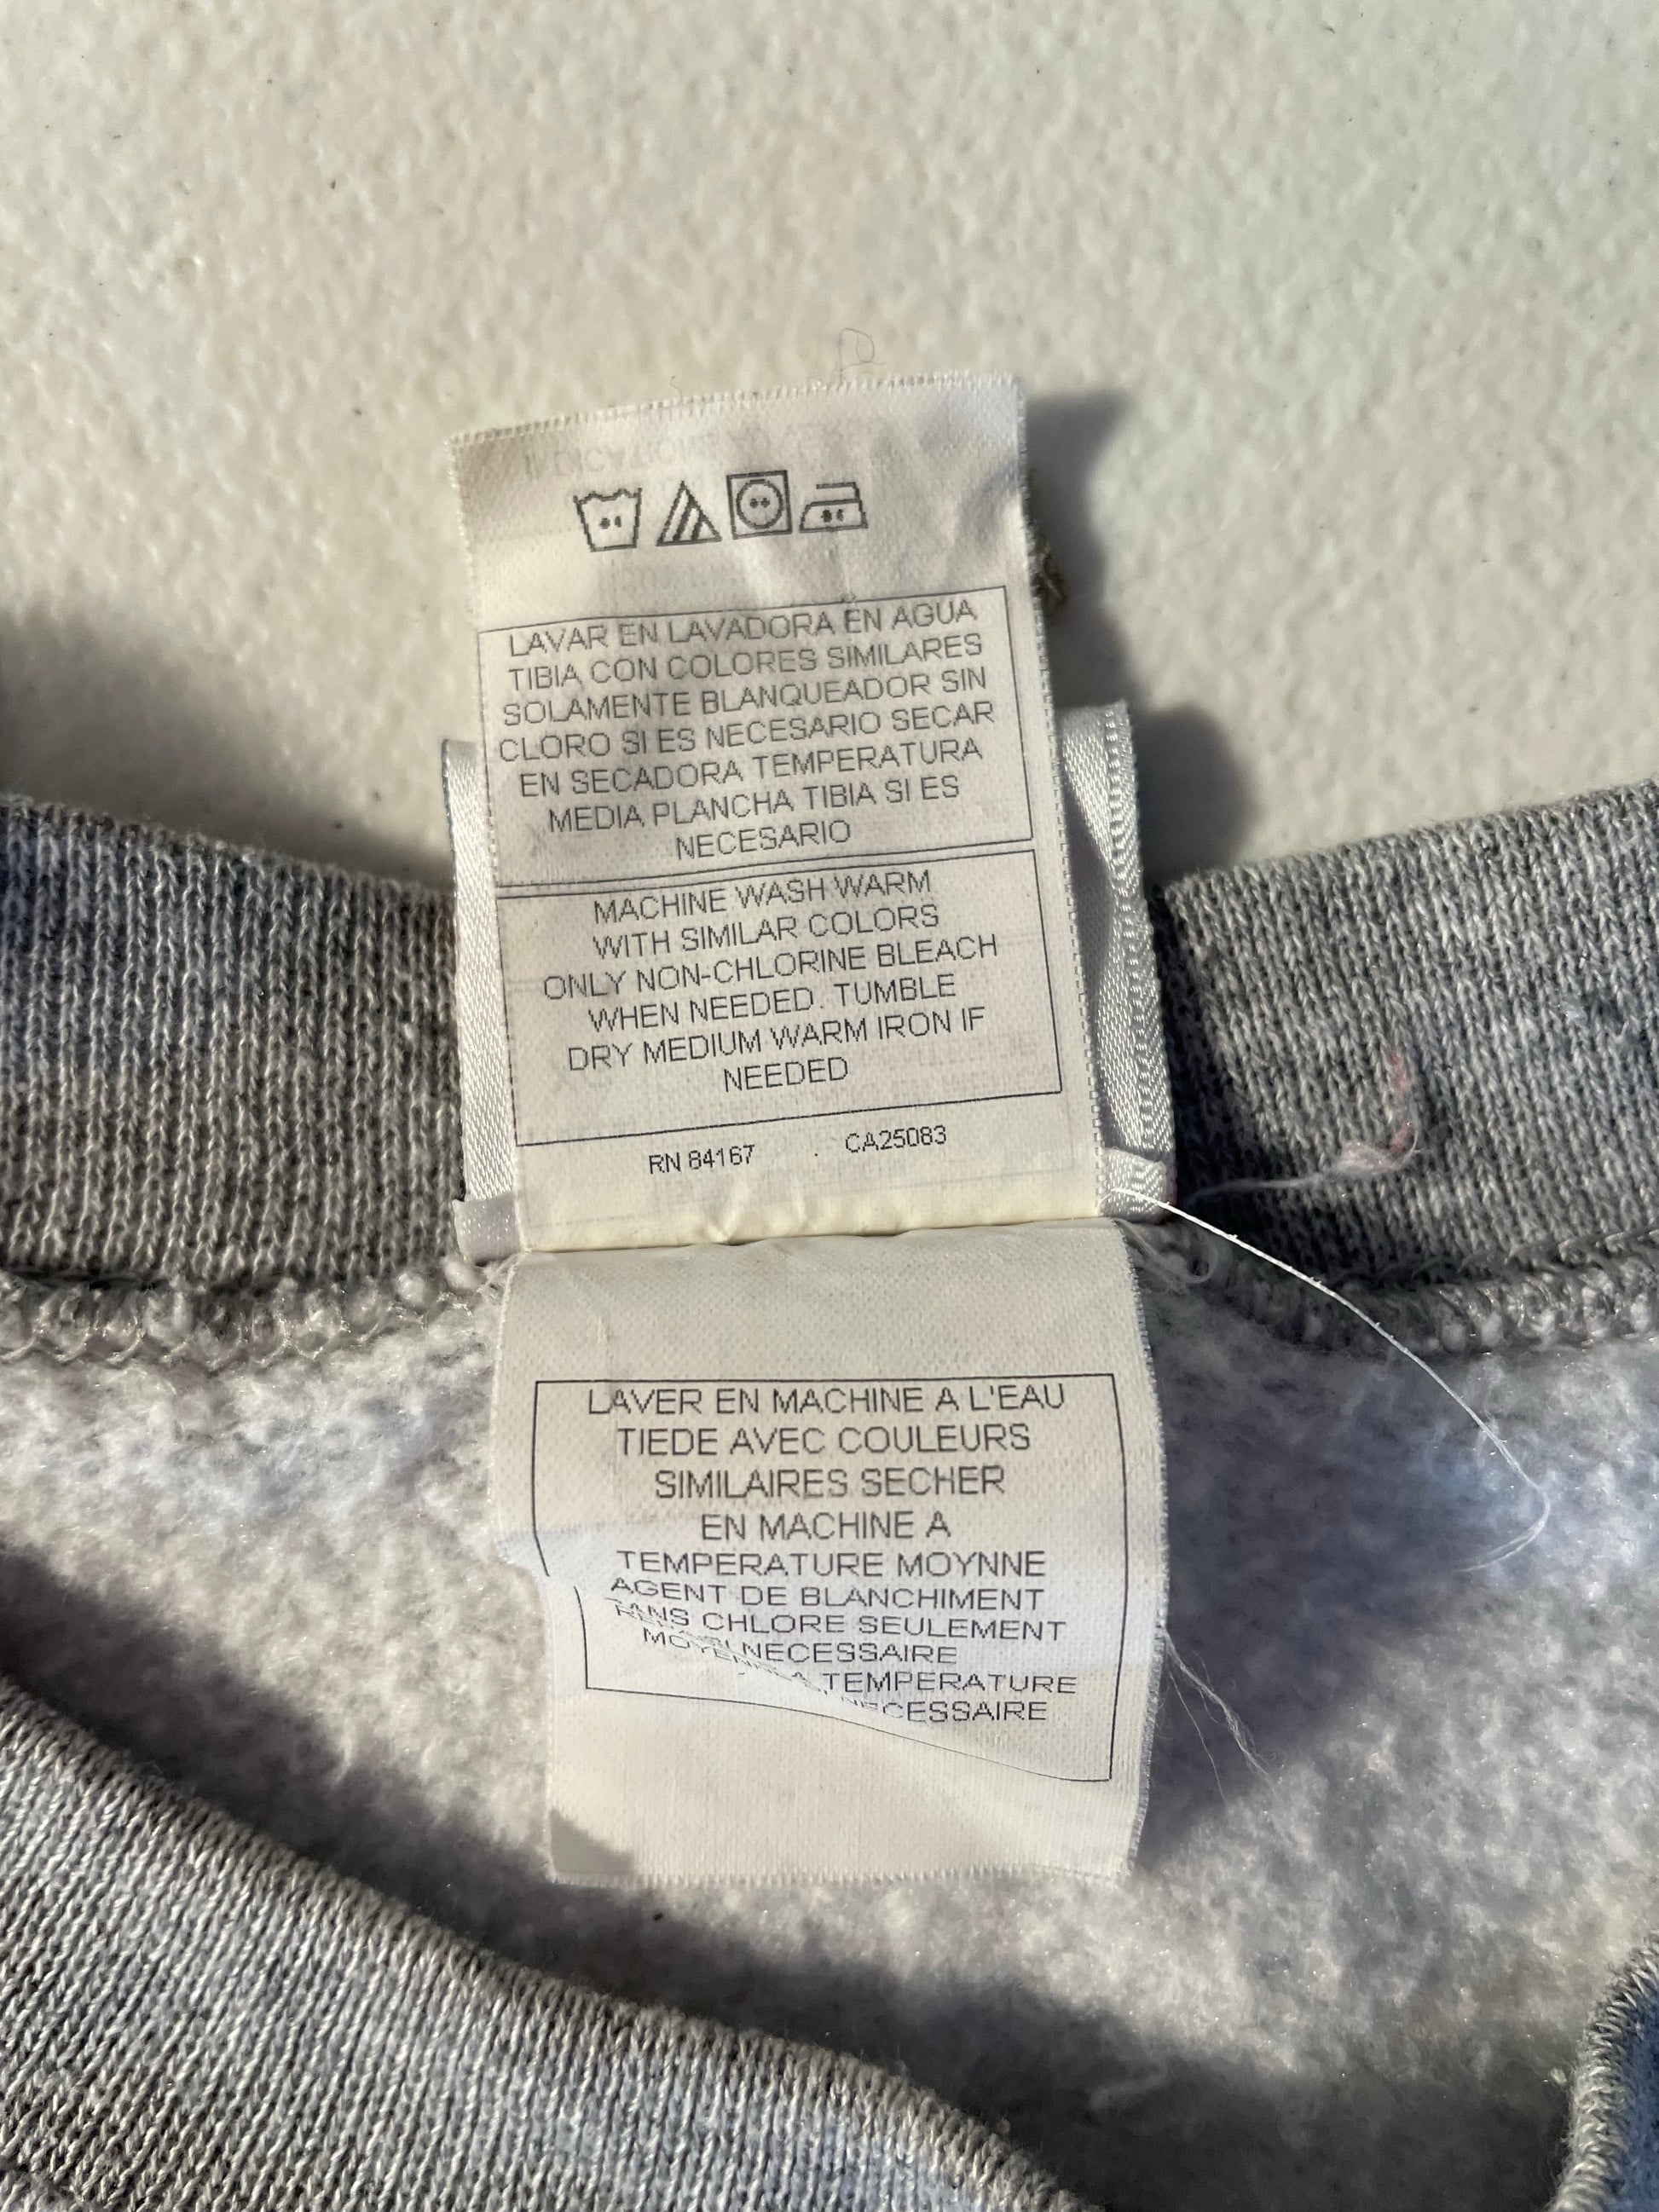 LAVAR EN LAVADORA EN AGUA
TIBIA CON COLORES SIMILARES
SOLAMENTE BLANQUEADOR SIN
CLORO SI ES NECESARIO SECAR
EN SECADORA TEMPERATURA
MEDIA PLANCHA TIBIA SI ES
NECESARIO
MACHINE WASH WARM
WITH SIMILAR COLORS
ONLY NON-CHLORINE BLEACH
WHEN NEEDED. TUMBLE
DRY MEDIUM WARM IRON IF
NEEDED
RN 84167 . CA25083
LAVER EN MACHINE A L'EAU
TIEDE AVEC COULEURS
SIMILAIRES SECHER
EN MACHINE A
TEMPERATURE MOYNNE
AGENT DE BLANCHIMENT
SANS CHLORE SEULEMENT
NECESSAIRE
A TEMPERATURE
NECESSAIRE